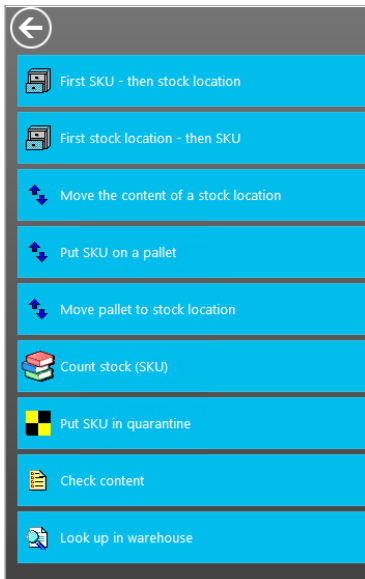 First SKU - then stock location
First stock location - then SKU
Move the content of a stock location
Put SKU on a pallet
Move pallet to stock location
Count stock (SKU)
Put SKU in quarantine
Check content
Look up in warehouse